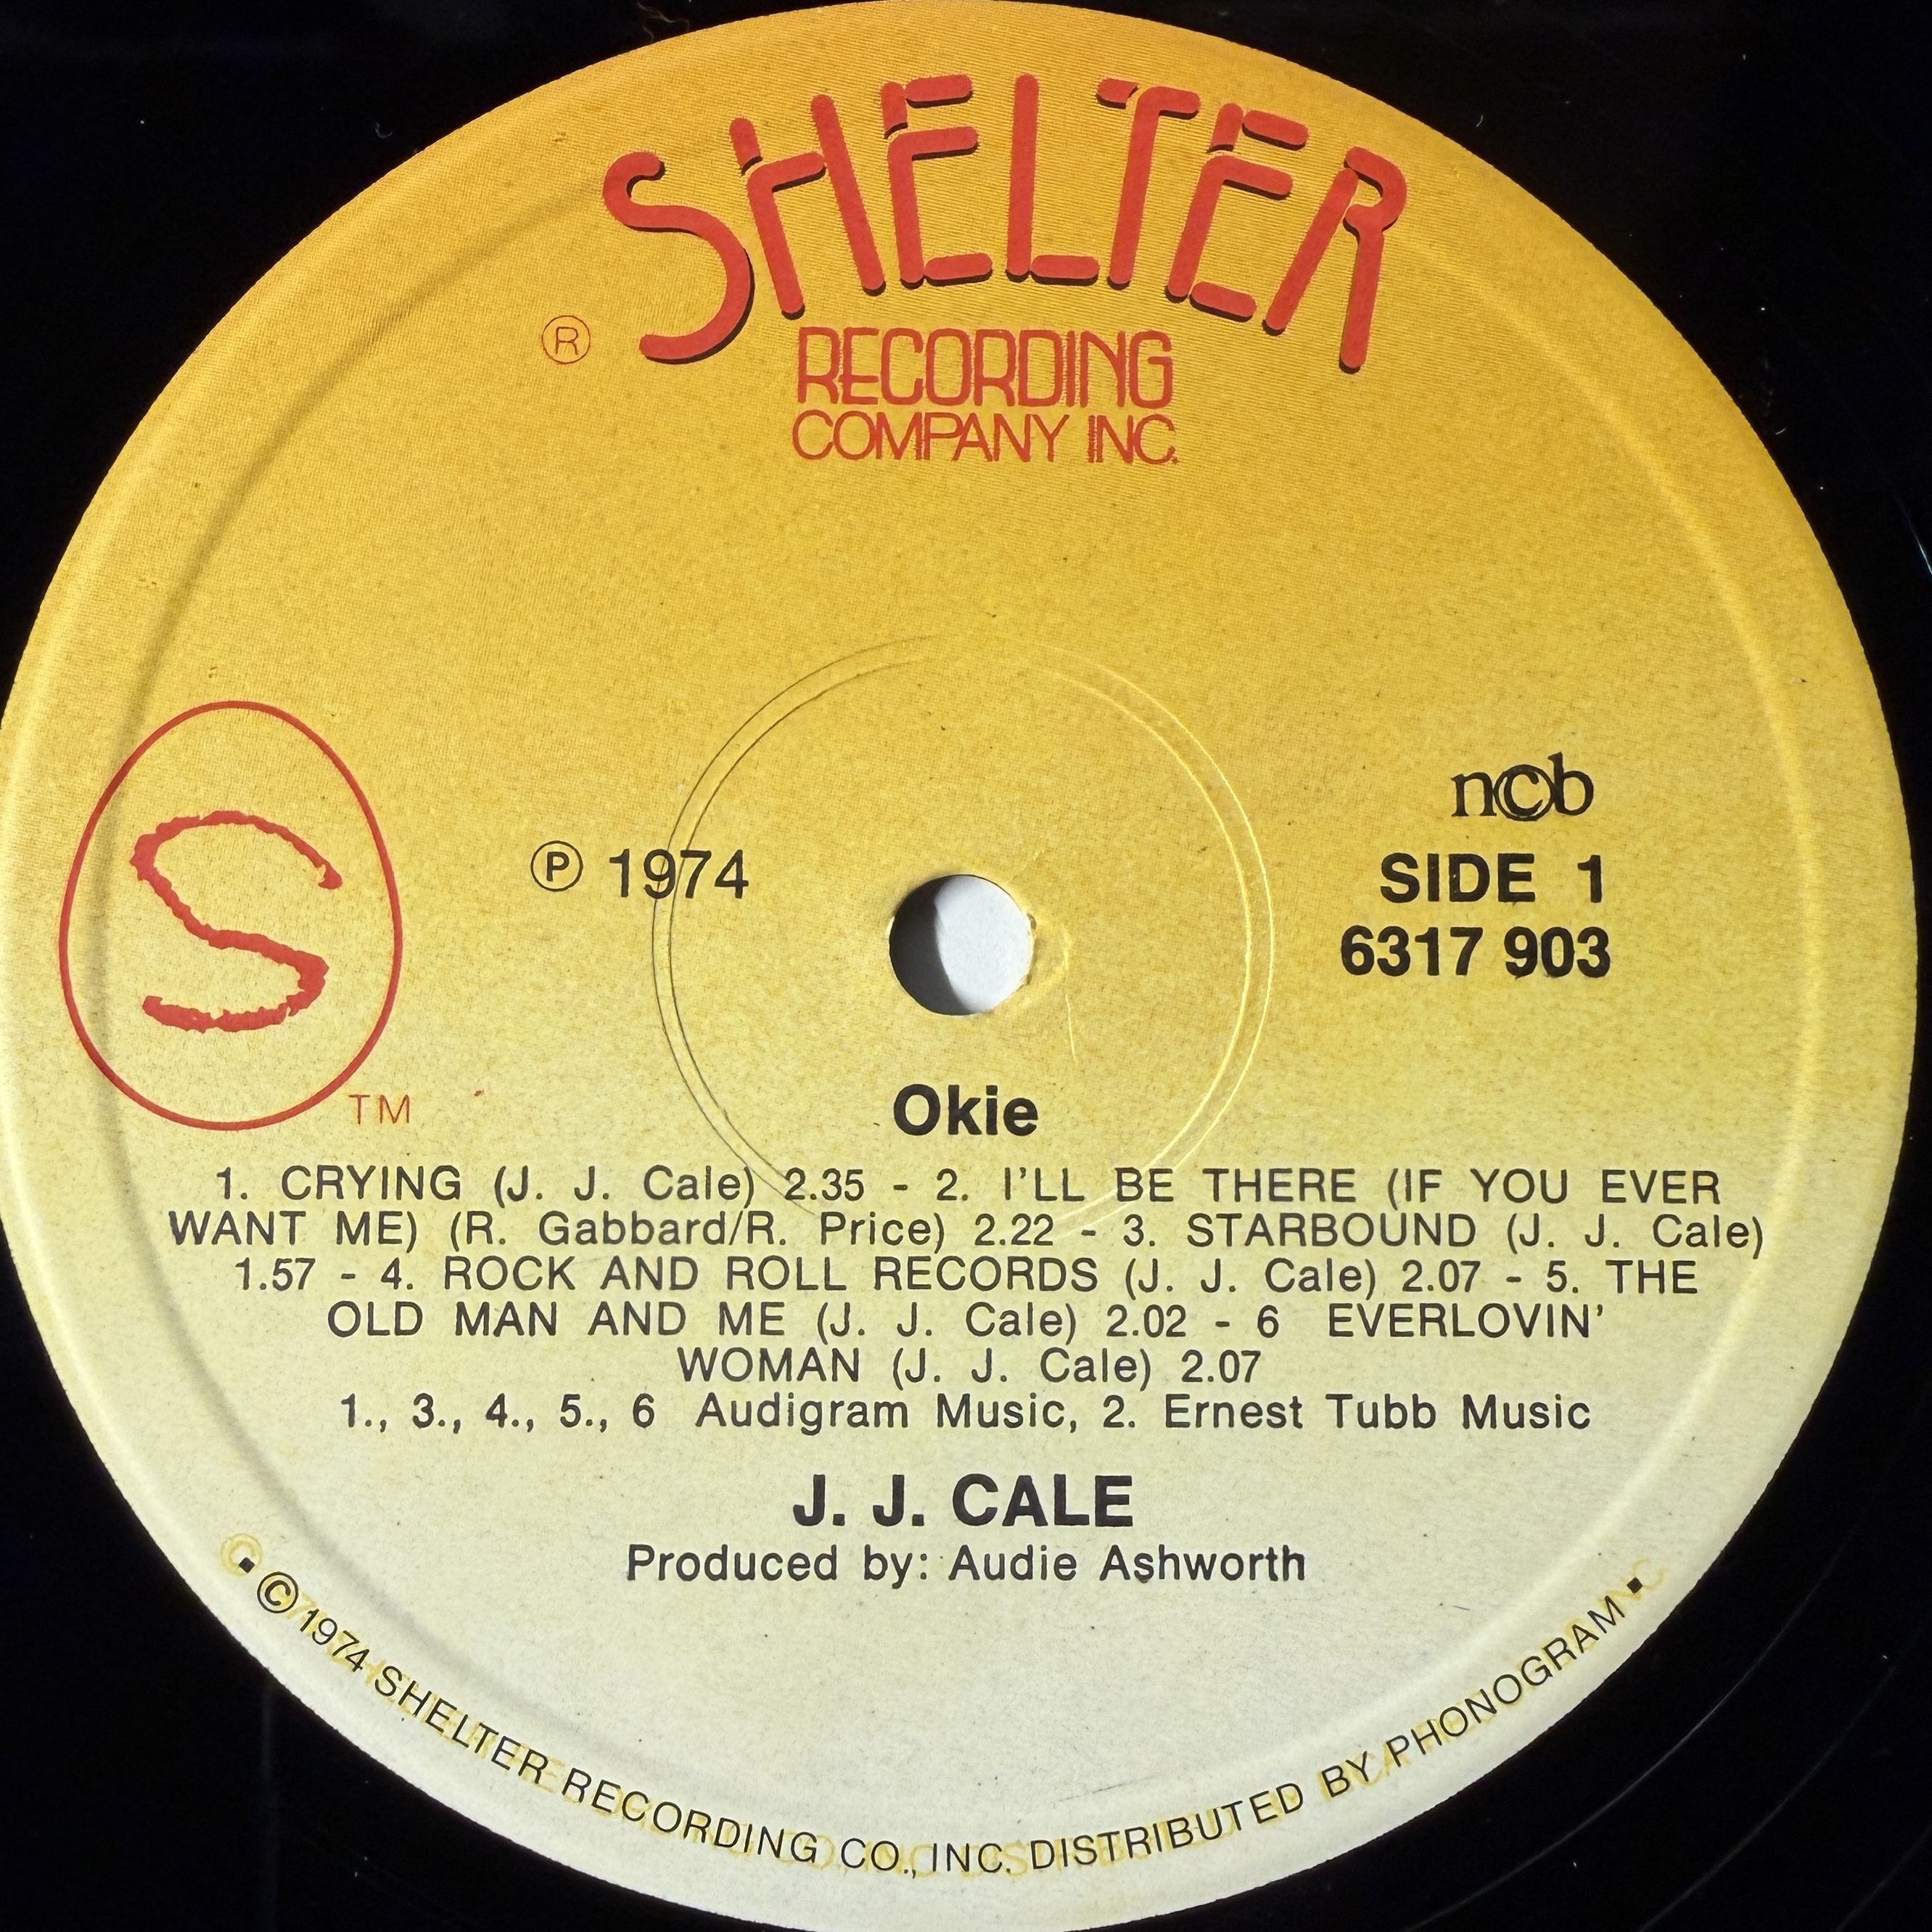 SHELTER
®
RECORDING
COMPANY INC.
S
TM
℗ 1974
n©b
SIDE 1
6317 903
Okie
1. CRYING (J. J. Cale) 2.35 - 2. I'LL BE THERE (IF YOU EVER
WANT ME) (R. Gabbard/R. Price) 2.22 - 3. STARBOUND (J. J. Cale)
1.57 - 4. ROCK AND ROLL RECORDS (J. J. Cale) 2.07 - 5. THE
OLD MAN AND ME (J. J. Cale) 2.02 - 6 EVERLOVIN'
WOMAN (J. J. Cale) 2.07
1., 3., 4., 5., 6 Audigram Music, 2. Ernest Tubb Music
J. J. CALE
Produced by: Audie Ashworth
• © 1974 SHELTER RECORDING CO., INC. DISTRIBUTED BY PHONOGRAM •